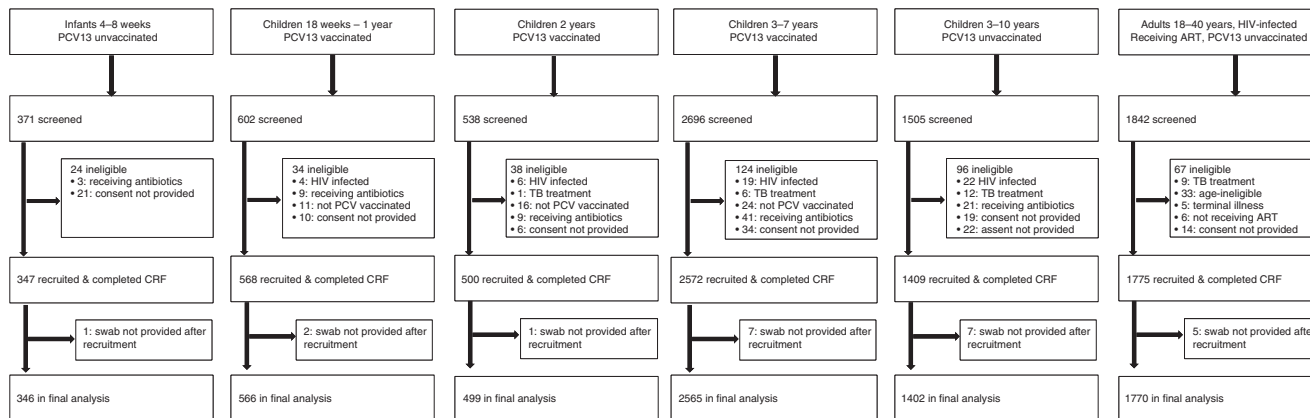 Infants 4–8 weeks
PCV13 unvaccinated
371 screened
24 ineligible
• 3: receiving antibiotics
• 21: consent not provided
347 recruited & completed CRF
1: swab not provided after
recruitment
346 in final analysis
Children 18 weeks – 1 year
PCV13 vaccinated
602 screened
34 ineligible
• 4: HIV infected
• 9: receiving antibiotics
• 11: not PCV vaccinated
• 10: consent not provided
568 recruited & completed CRF
2: swab not provided after
recruitment
566 in final analysis
Children 2 years
PCV13 vaccinated
538 screened
38 ineligible
• 6: HIV infected
• 1: TB treatment
• 16: not PCV vaccinated
• 9: receiving antibiotics
• 6: consent not provided
500 recruited & completed CRF
1: swab not provided after
recruitment
499 in final analysis
Children 3–7 years
PCV13 vaccinated
2696 screened
124 ineligible
• 19: HIV infected
• 6: TB treatment
• 24: not PCV vaccinated
• 41: receiving antibiotics
• 34: consent not provided
2572 recruited & completed CRF
7: swab not provided after
recruitment
2565 in final analysis
Children 3–10 years
PCV13 unvaccinated
1505 screened
96 ineligible
• 22 HIV infected
• 12: TB treatment
• 21: receiving antibiotics
• 19: consent not provided
• 22: assent not provided
1409 recruited & completed CRF
7: swab not provided after
recruitment
1402 in final analysis
Adults 18–40 years, HIV-infected
Receiving ART, PCV13 unvaccinated
1842 screened
67 ineligible
• 9: TB treatment
• 33: age-ineligible
• 5: terminal illness
• 6: not receiving ART
• 14: consent not provided
1775 recruited & completed CRF
5: swab not provided after
recruitment
1770 in final analysis